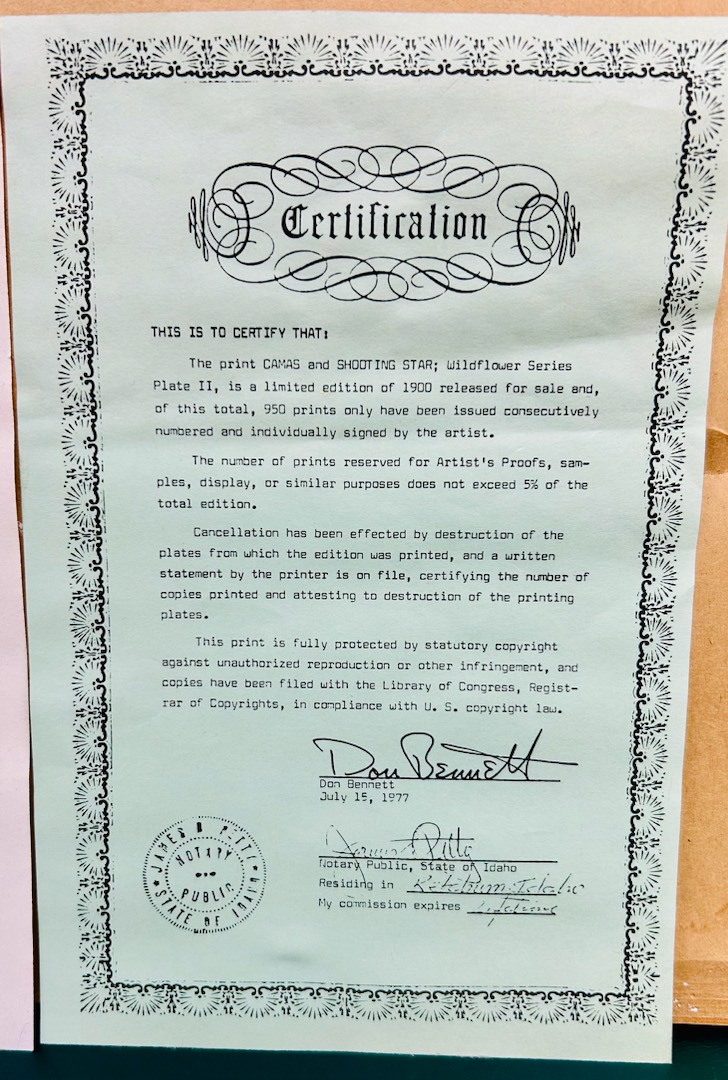 Certification
THIS IS TO CERTIFY THAT:
The print CAMAS and SHOOTING STAR; Wildflower Series
Plate II, is a limited edition of 1900 released for sale and,
of this total, 950 prints only have been issued consecutively
numbered and individually signed by the artist.
The number of prints reserved for Artist's Proofs, sam-
ples, display, or similar purposes does not exceed 5% of the
total edition.
Cancellation has been effected by destruction of the
plates from which the edition was printed, and a written
statement by the printer is on file, certifying the number of
copies printed and attesting to destruction of the printing
plates.
This print is fully protected by statutory copyright
against unauthorized reproduction or other infringement, and
copies have been filed with the Library of Congress, Regist-
rar of Copyrights, in compliance with U. S. copyright law.
Don Bennett
Don Bennett
July 15, 1977
Pitty
Notary Public, State of Idaho
Residing in Ketchum, Idaho
My commission expires
JAMES PITTY
NOTARY
PUBLIC
STATE OF IDAHO